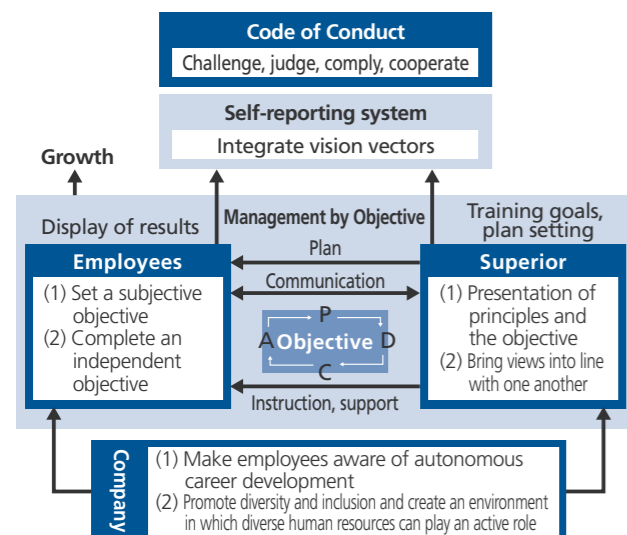 Code of Conduct
Challenge, judge, comply, cooperate
Self-reporting system
Integrate vision vectors
Growth
Display of results
Management by Objective
Training goals,
plan setting
Employees
(1) Set a subjective
objective
(2) Complete an
independent
objective
Plan
Communication
P
A Objective D
C
Instruction, support
Superior
(1) Presentation of
principles and
the objective
(2) Bring views into line
with one another
Company
(1) Make employees aware of autonomous
career development
(2) Promote diversity and inclusion and create an environment
in which diverse human resources can play an active role